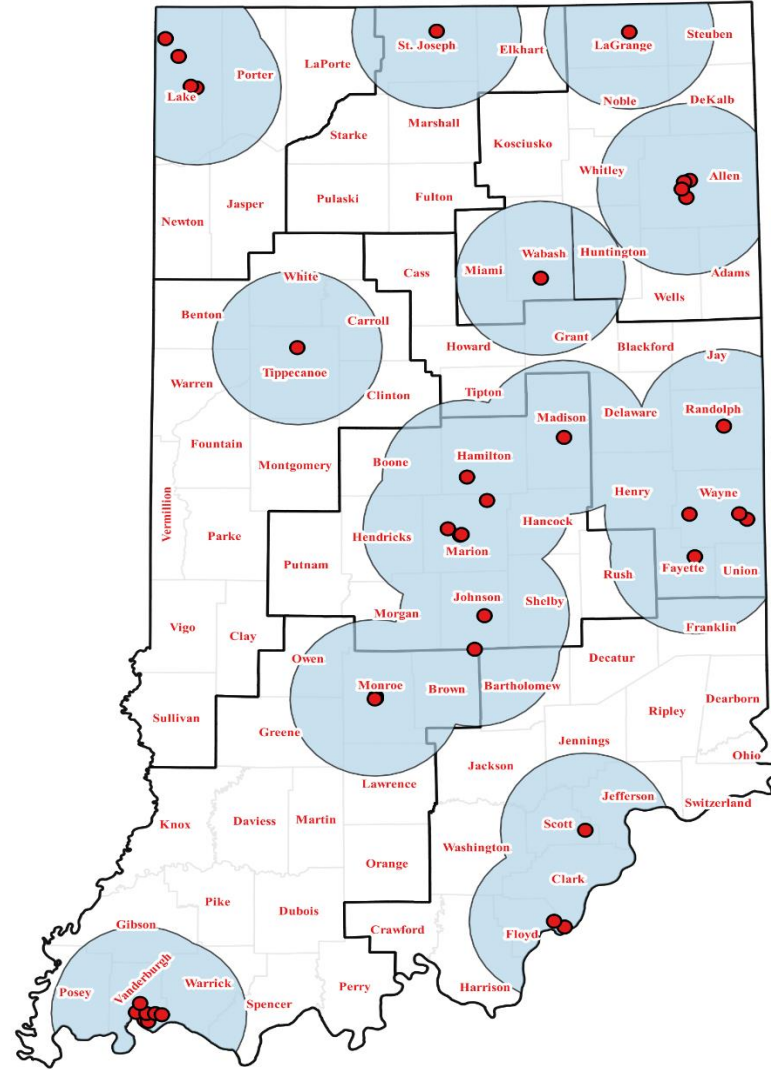 St. Joseph
Elkhart
LaGrange
Steuben
LaPorte
Porter
Lake
Noble
DeKalb
Starke
Marshall
Kosciusko
Whitley
Allen
Newton
Jasper
Pulaski
Fulton
White
Cass
Miami
Wabash
Huntington
Adams
Wells
Benton
Carroll
Howard
Grant
Blackford
Jay
Warren
Tippecanoe
Clinton
Tipton
Madison
Delaware
Randolph
Fountain
Montgomery
Boone
Hamilton
Henry
Wayne
Vermillion
Parke
Putnam
Hendricks
Marion
Hancock
Rush
Fayette
Union
Vigo
Clay
Morgan
Johnson
Shelby
Franklin
Owen
Monroe
Brown
Bartholomew
Decatur
Sullivan
Greene
Jackson
Jennings
Ripley
Dearborn
Ohio
Lawrence
Jefferson
Switzerland
Knox
Daviess
Martin
Scott
Washington
Orange
Clark
Pike
Dubois
Gibson
Crawford
Floyd
Posey
Vanderburgh
Warrick
Spencer
Perry
Harrison